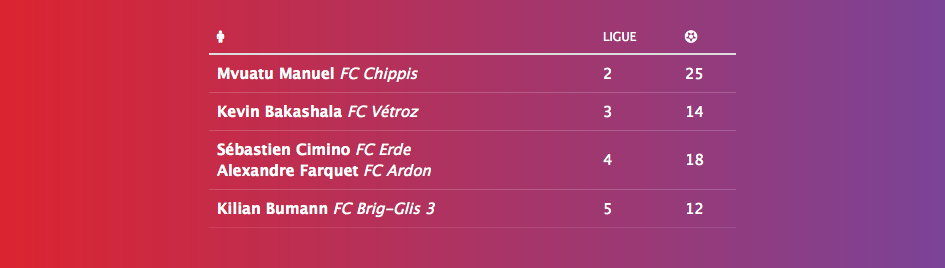 LIGUE
Mvuatu Manuel FC Chippis 2 25
Kevin Bakashala FC Vétroz 3 14
Sébastien Cimino FC Erde
Alexandre Farquet FC Ardon 4 18
Kilian Bumann FC Brig-Glis 3 5 12